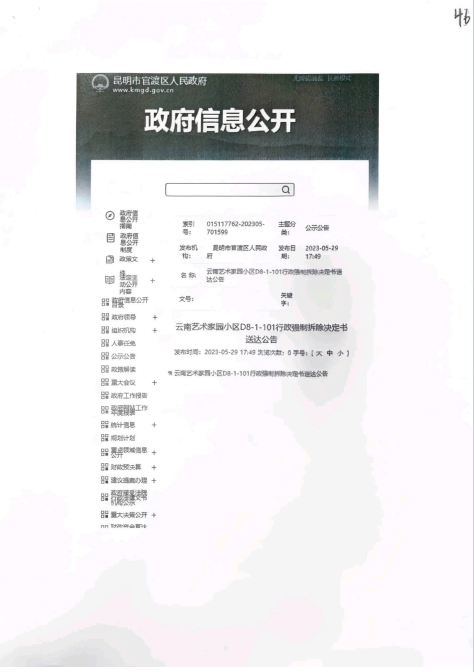 46
昆明市官渡区人民政府
www.kmgd.gov.cn
政府信息公开
政府信息公开指南
政府信息公开制度
政策文件 +
法定主动公开内容 +
政府信息公开目录
政府领导 +
组织机构 +
人事任免
公示公告
政策解读
重大会议 +
政府工作报告
政府网站工作年度报表
统计信息 +
规划计划
重点领域信息公开 +
财政预决算 +
建议提案办理 +
重大决策公开 +
索引号: 015117762-202305-701599 主题分类: 公示公告
发布机构: 昆明市官渡区人民政府 发布日期: 2023-05-29 17:49
名 称: 云南艺术家园小区D8-1-101行政强制拆除决定书送达公告
文号: 关键字:
云南艺术家园小区D8-1-101行政强制拆除决定书
送达公告
发布时间: 2023-05-29 17:49 浏览次数: 0 字号: [ 大 中 小 ]
云南艺术家园小区D8-1-101行政强制拆除决定书送达公告